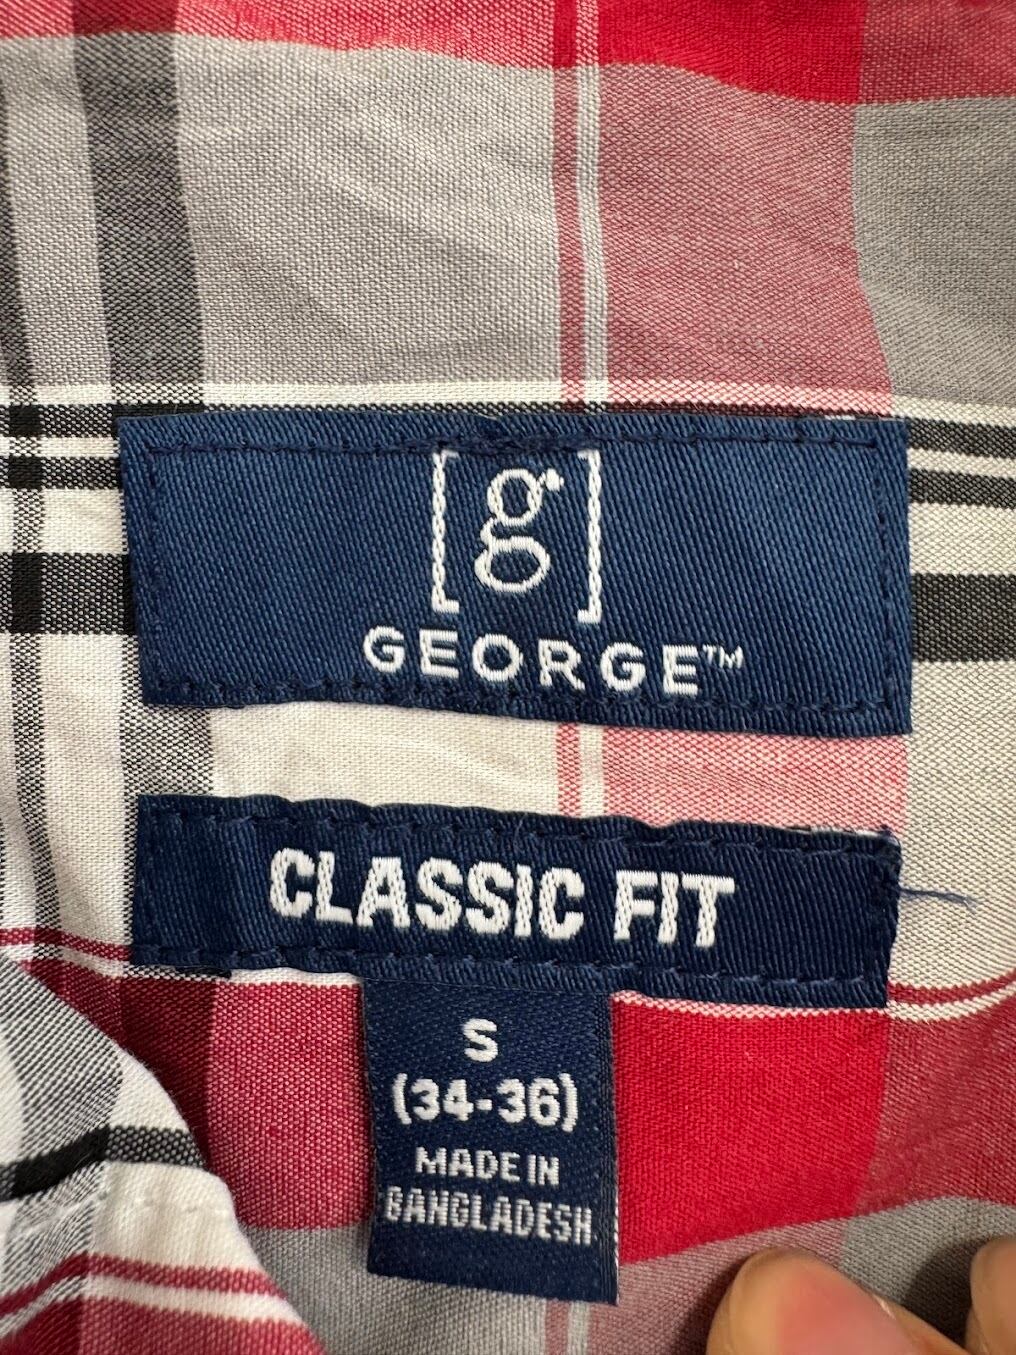 [g]
GEORGE™
CLASSIC FIT
S
(34-36)
MADE IN
BANGLADESH